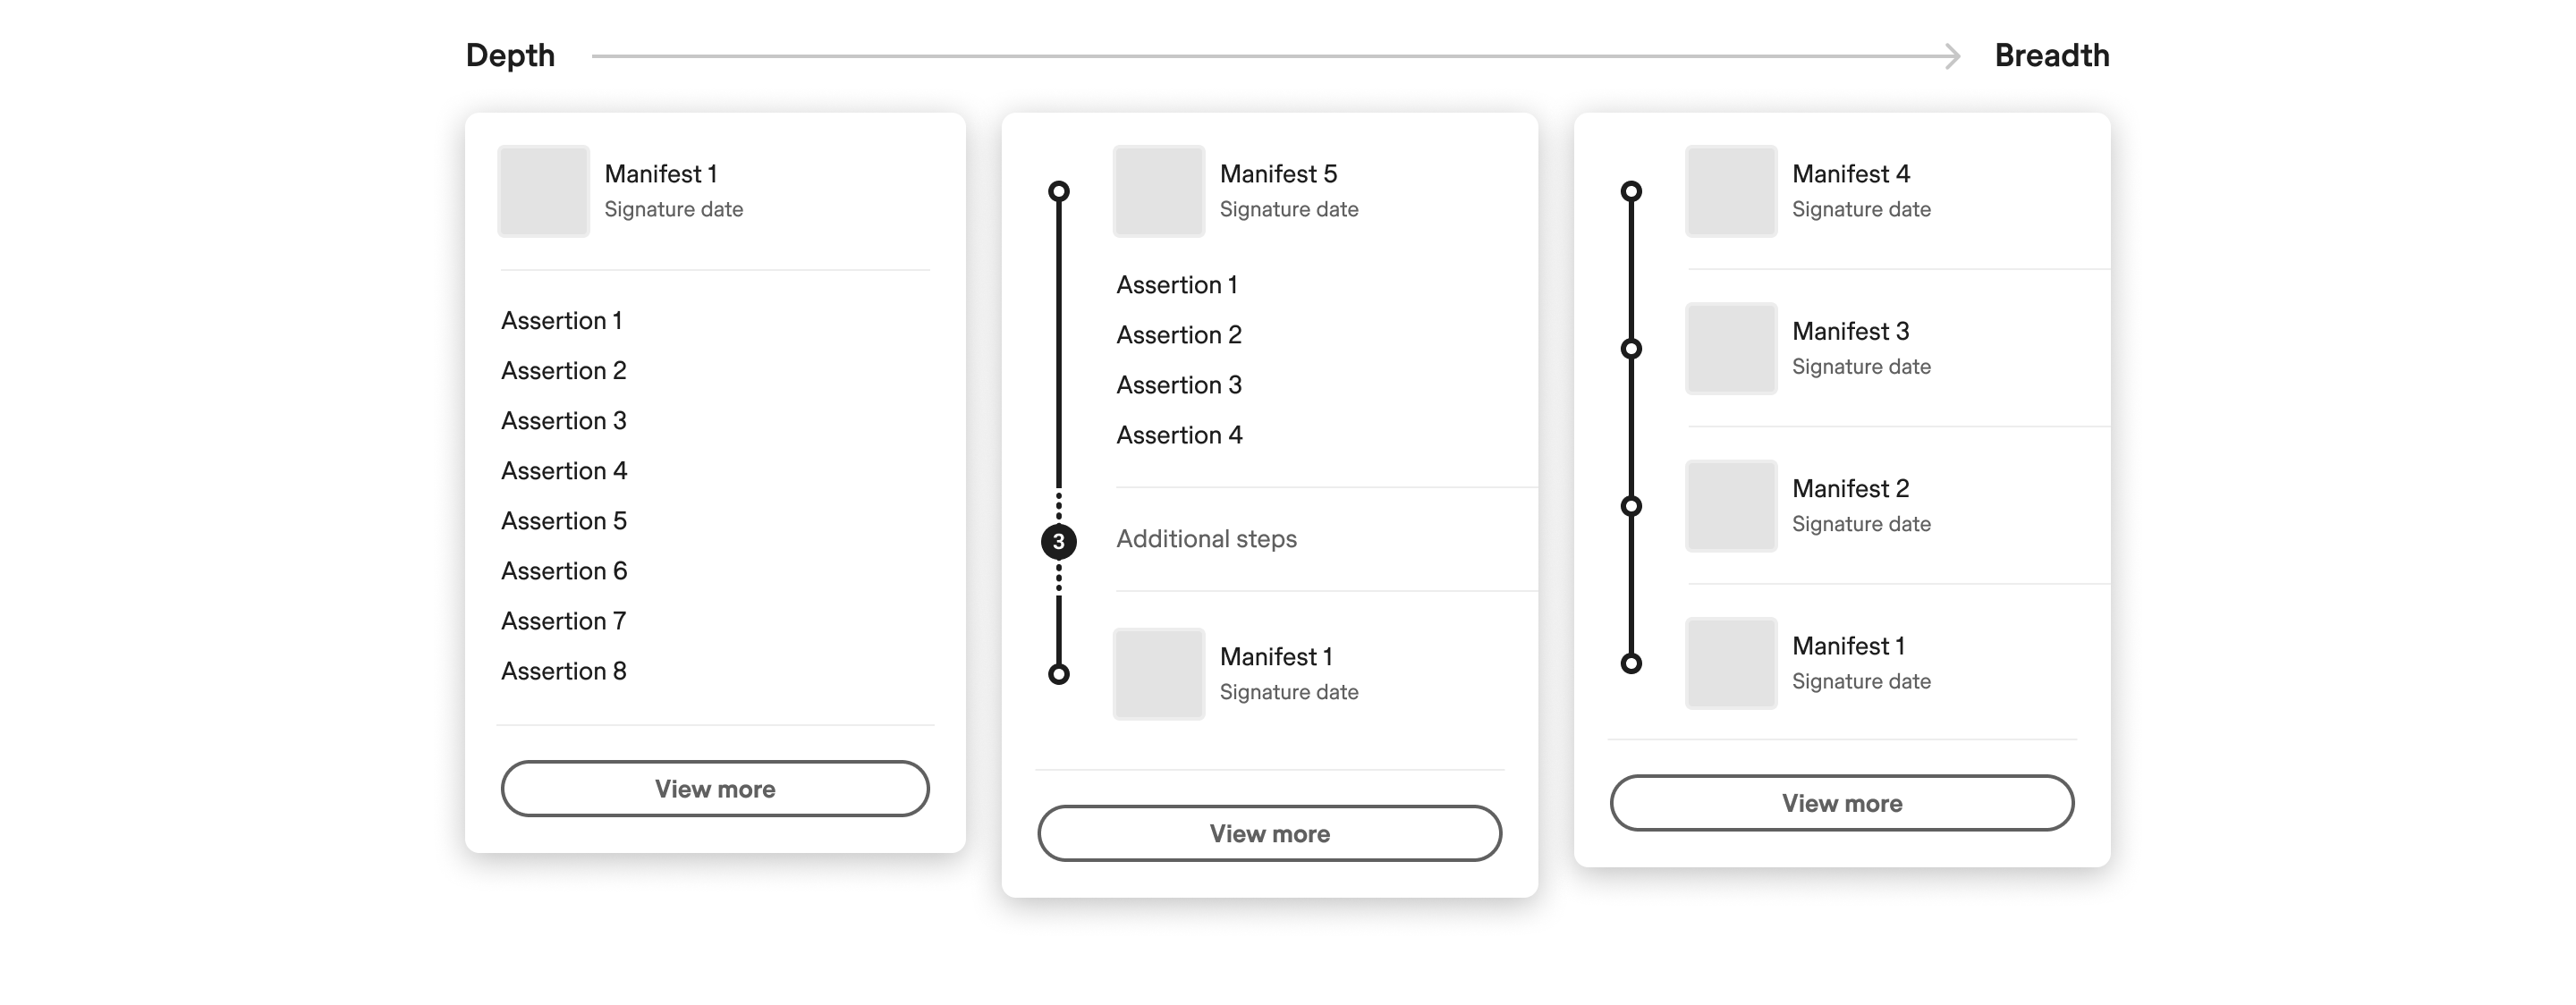 Depth
Breadth
Manifest 1
Signature date
Assertion 1
Assertion 2
Assertion 3
Assertion 4
Assertion 5
Assertion 6
Assertion 7
Assertion 8
View more
Manifest 5
Signature date
Assertion 1
Assertion 2
Assertion 3
Assertion 4
3
Additional steps
Manifest 1
Signature date
View more
Manifest 4
Signature date
Manifest 3
Signature date
Manifest 2
Signature date
Manifest 1
Signature date
View more